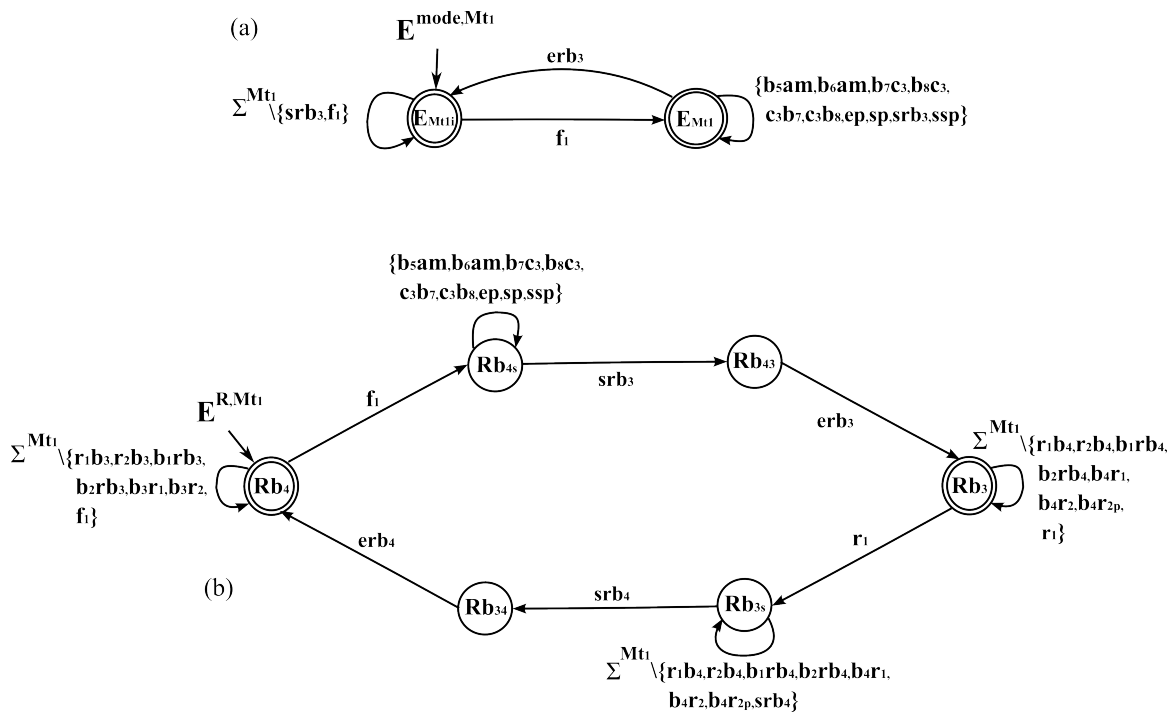 (a)
E^mode,Mt₁
erb₃
Σ^Mt₁\{srb₃,f₁}
E_Mt1i
E_Mt1
f₁
{b₅am,b₆am,b₇c₃,b₈c₃,
c₃b₇,c₃b₈,ep,sp,srb₃,ssp}
{b₅am,b₆am,b₇c₃,b₈c₃,
c₃b₇,c₃b₈,ep,sp,ssp}
Rb₄s
srb₃
Rb₄₃
f₁
erb₃
E^R,Mt₁
Σ^Mt₁\{r₁b₃,r₂b₃,b₁rb₃,
b₂rb₃,b₃r₁,b₃r₂,
f₁}
Rb₄
Rb₃
Σ^Mt₁\{r₁b₄,r₂b₄,b₁rb₄,
b₂rb₄,b₄r₁,
b₄r₂,b₄r₂p,
r₁}
erb₄
r₁
(b)
Rb₃₄
srb₄
Rb₃s
Σ^Mt₁\{r₁b₄,r₂b₄,b₁rb₄,b₂rb₄,b₄r₁,
b₄r₂,b₄r₂p,srb₄}